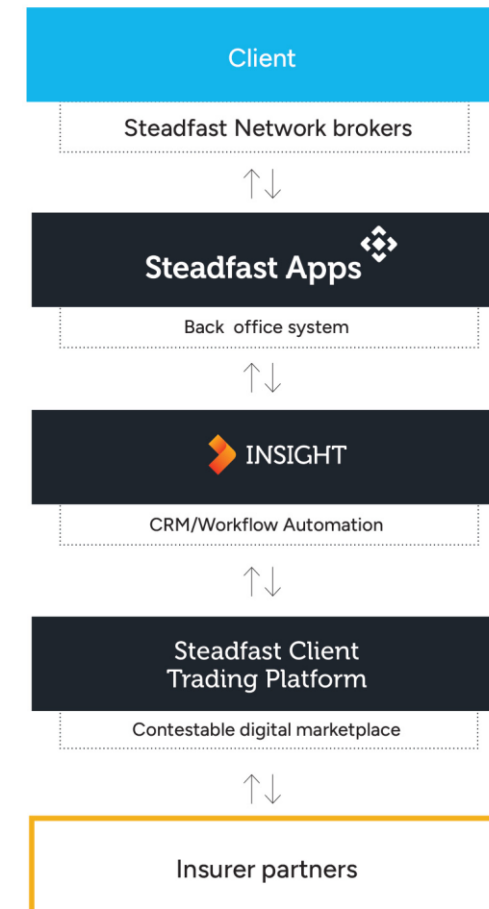 Client
Steadfast Network brokers
Steadfast Apps
Back office system
INSIGHT
CRM/Workflow Automation
Steadfast Client
Trading Platform
Contestable digital marketplace
Insurer partners